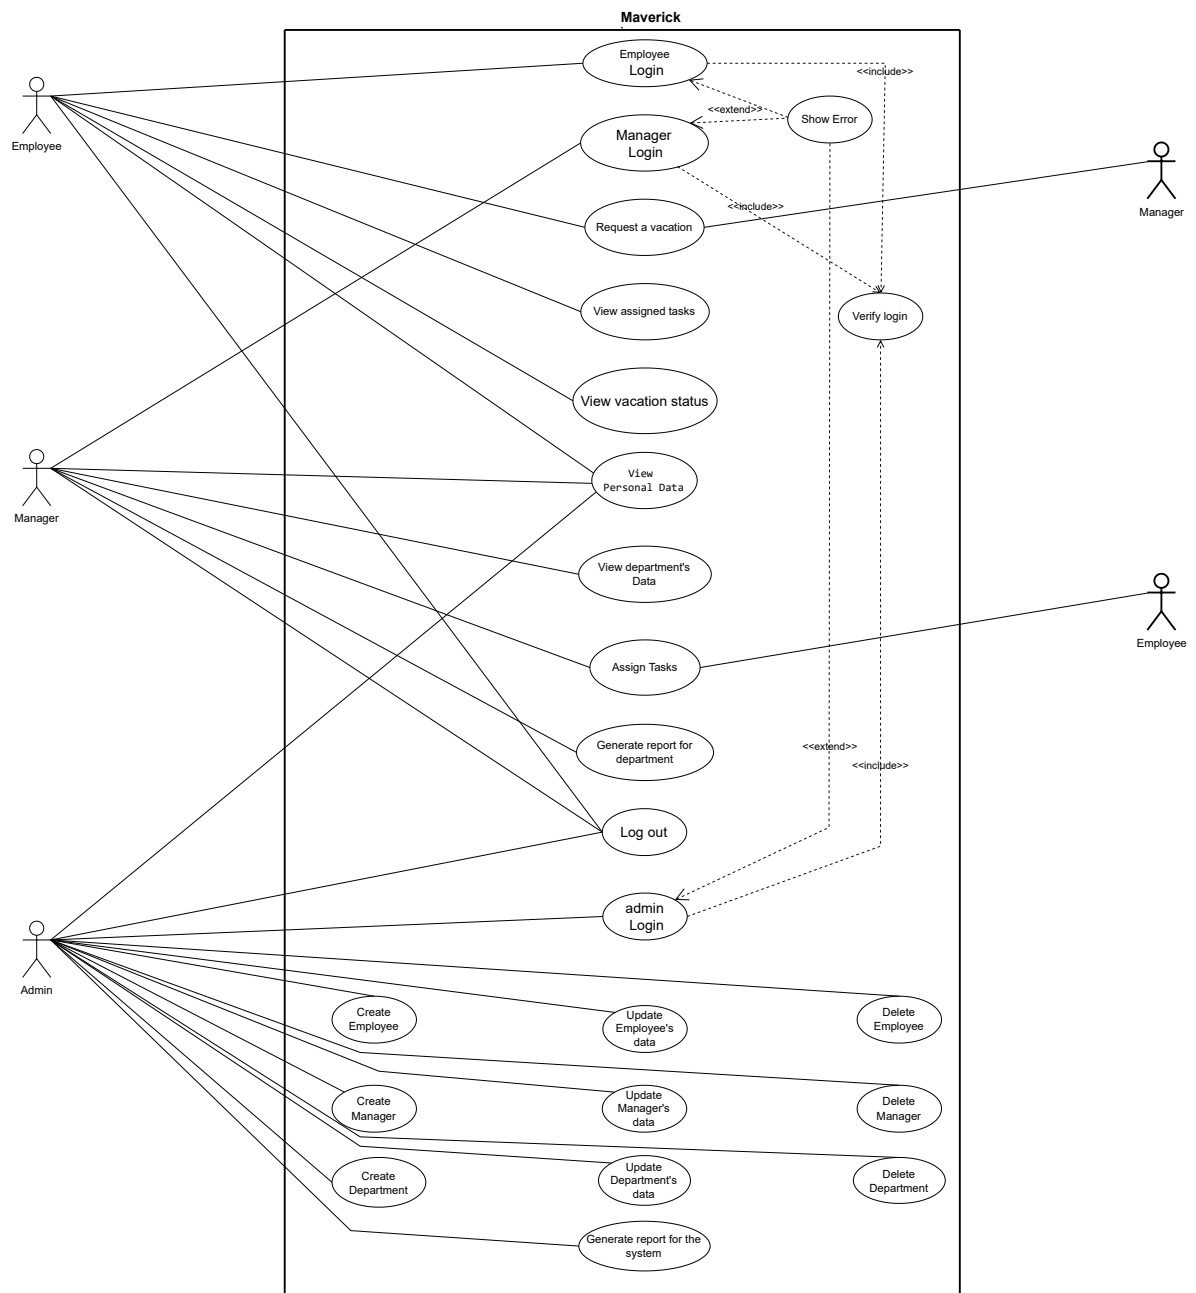 Maverick
Employee
Login
<<include>>
<<extend>>
Show Error
Employee
Manager
Login
Manager
<<include>>
Request a vacation
View assigned tasks
Verify login
View vacation status
View
Personal Data
Manager
View department's
Data
Assign Tasks
Employee
Generate report for
department
<<extend>>
<<include>>
Log out
admin
Login
Admin
Create
Employee
Update
Employee's
data
Delete
Employee
Create
Manager
Update
Manager's
data
Delete
Manager
Create
Department
Update
Department's
data
Delete
Department
Generate report for the
system